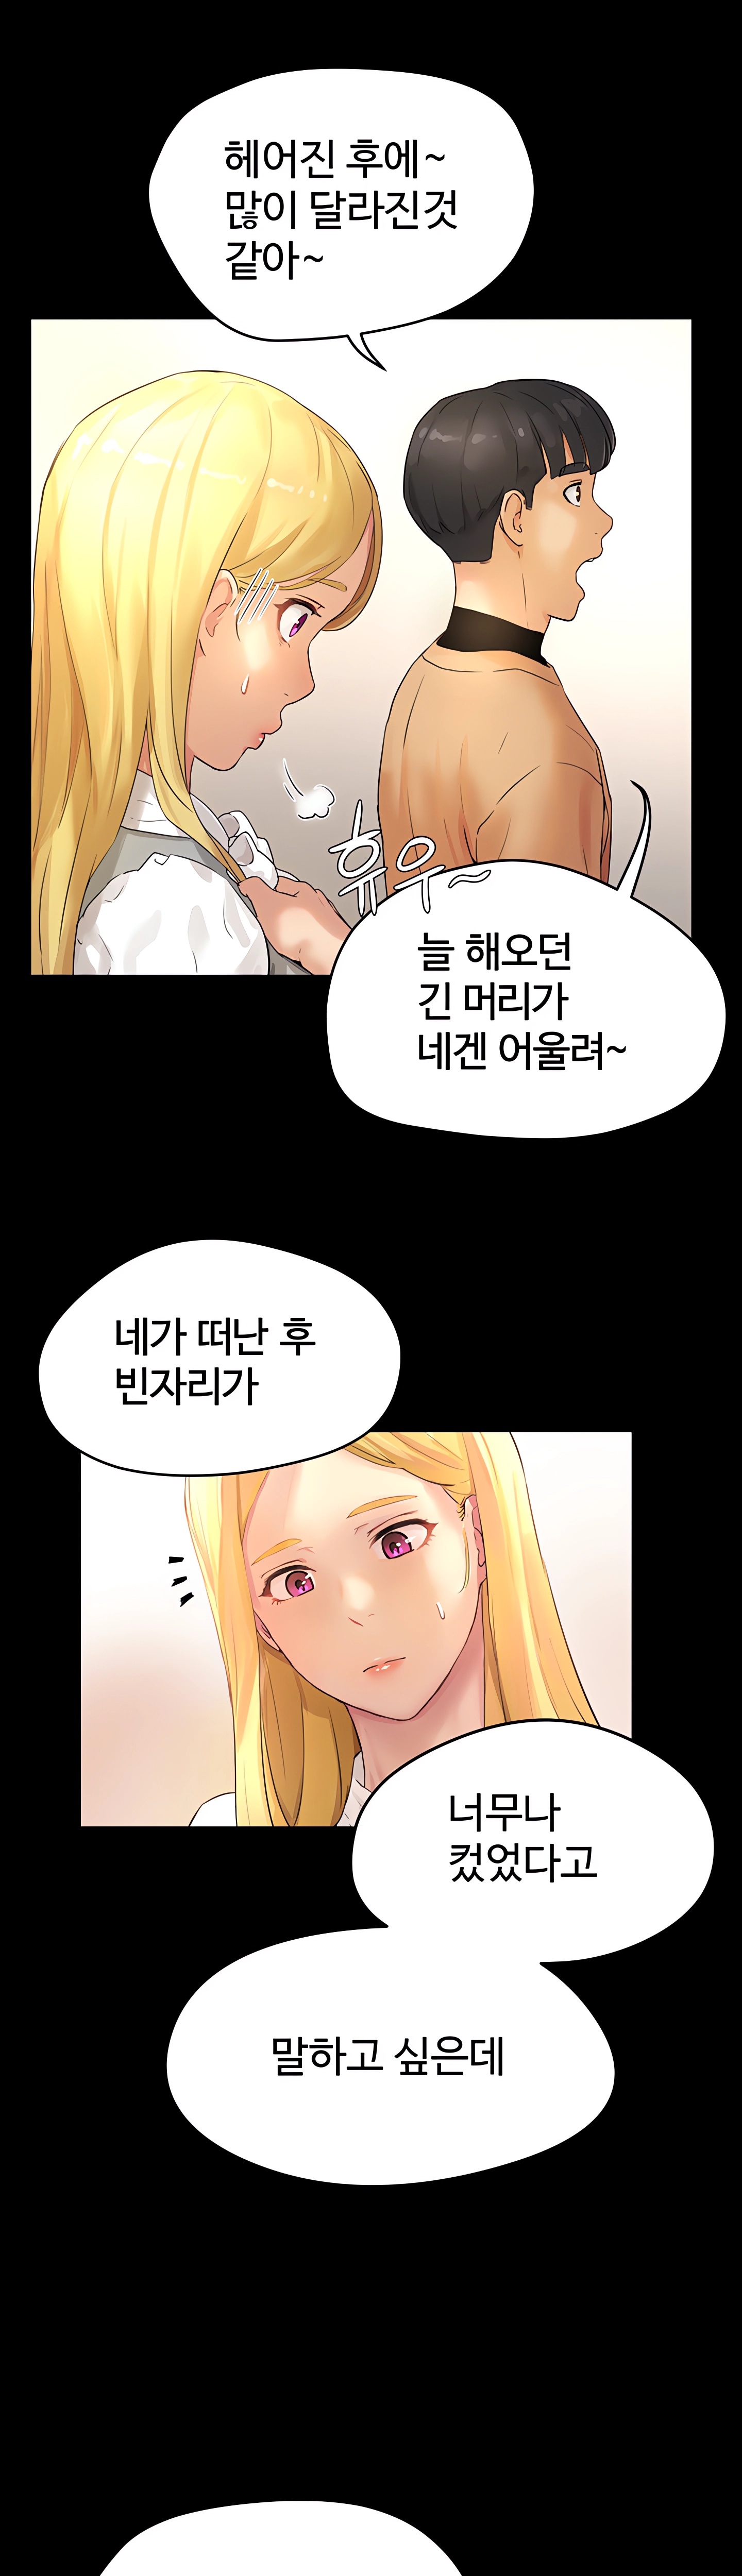 헤어진 후에~
많이 달라진것
같아~
휴우~
늘 해오던
긴 머리가
네겐 어울려~
네가 떠난 후
빈자리가
너무나
컸었다고
말하고 싶은데